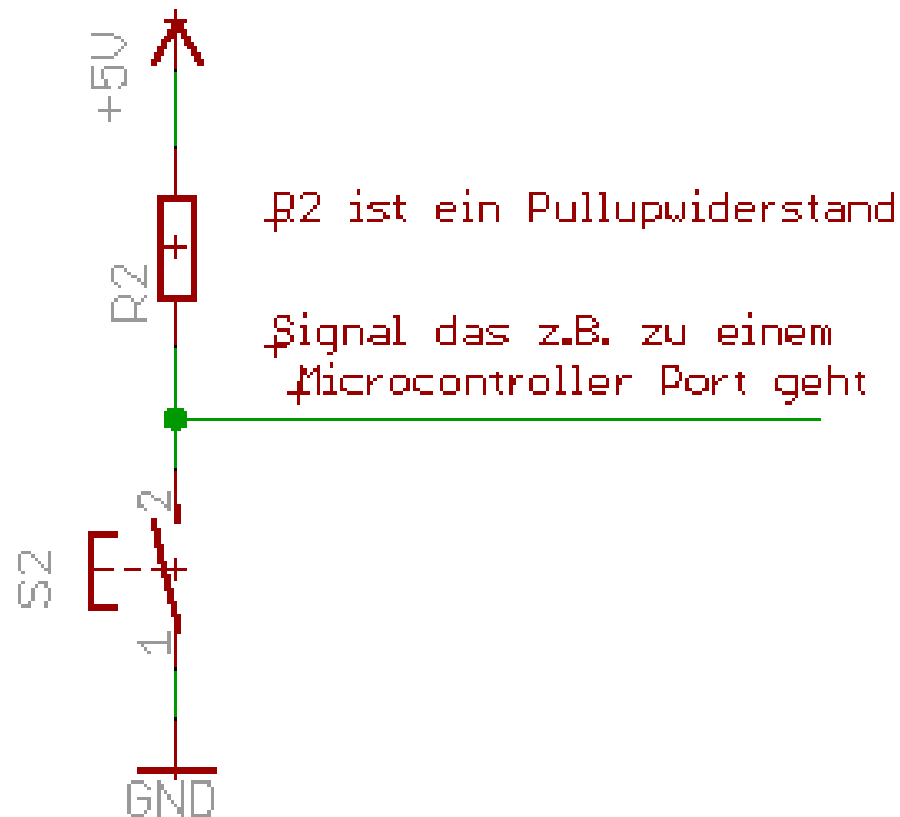 +5V
R2 ist ein Pullupwiderstand
R2
Signal das z.B. zu einem
Microcontroller Port geht
2
S2
1
GND